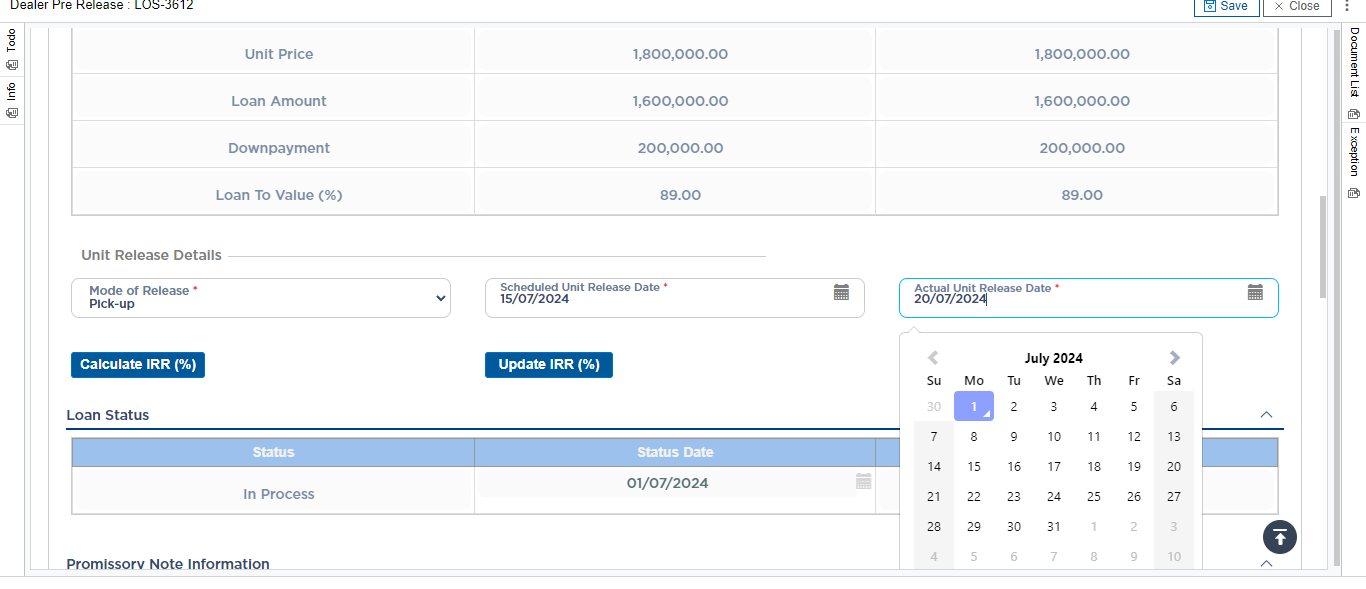 Dealer Pre Release : LOS-3612
Save
Close
Todo
Info
Document List
Exception
Unit Price 1,800,000.00 1,800,000.00
Loan Amount 1,600,000.00 1,600,000.00
Downpayment 200,000.00 200,000.00
Loan To Value (%) 89.00 89.00
Unit Release Details
Mode of Release *
Pick-up
Scheduled Unit Release Date *
15/07/2024
Actual Unit Release Date *
20/07/2024
Calculate IRR (%)
Update IRR (%)
July 2024
Su Mo Tu We Th Fr Sa
30 1 2 3 4 5 6
7 8 9 10 11 12 13
14 15 16 17 18 19 20
21 22 23 24 25 26 27
28 29 30 31 1 2 3
4 5 6 7 8 9 10
Loan Status
Status Status Date
In Process 01/07/2024
Promissory Note Information